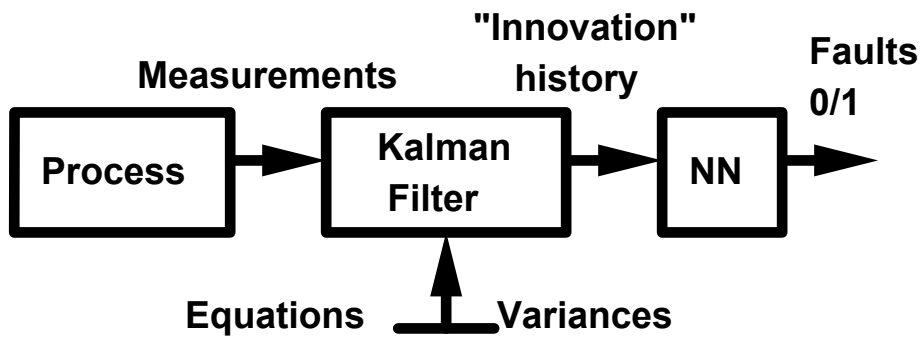 "Innovation"
history
Faults
0/1
Measurements
Process
Kalman
Filter
NN
Equations
Variances